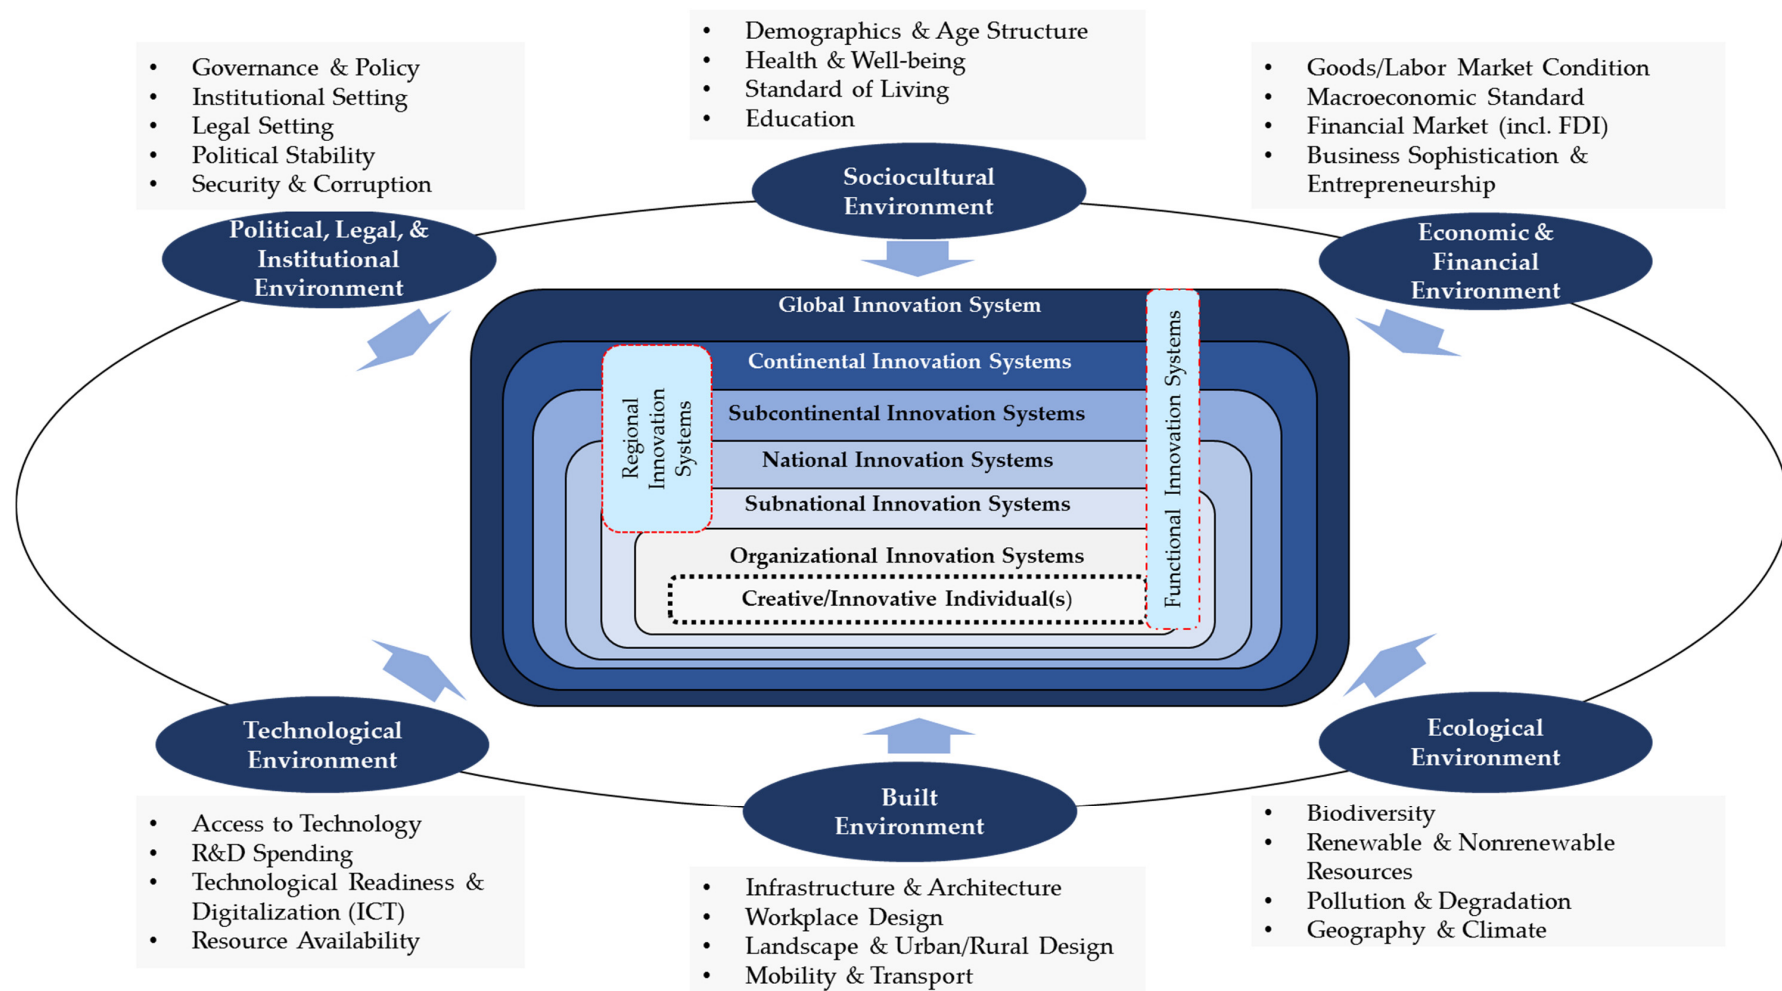 • Demographics & Age Structure
• Health & Well-being
• Standard of Living
• Education
• Governance & Policy
• Institutional Setting
• Legal Setting
• Political Stability
• Security & Corruption
• Goods/Labor Market Condition
• Macroeconomic Standard
• Financial Market (incl. FDI)
• Business Sophistication &
Entrepreneurship
Sociocultural
Environment
Political, Legal, &
Institutional
Environment
Economic &
Financial
Environment
Global Innovation System
Continental Innovation Systems
Subcontinental Innovation Systems
National Innovation Systems
Subnational Innovation Systems
Organizational Innovation Systems
Creative/Innovative Individual(s)
Regional
Innovation
Systems
Functional Innovation Systems
Technological
Environment
Built
Environment
Ecological
Environment
• Access to Technology
• R&D Spending
• Technological Readiness &
Digitalization (ICT)
• Resource Availability
• Infrastructure & Architecture
• Workplace Design
• Landscape & Urban/Rural Design
• Mobility & Transport
• Biodiversity
• Renewable & Nonrenewable
Resources
• Pollution & Degradation
• Geography & Climate